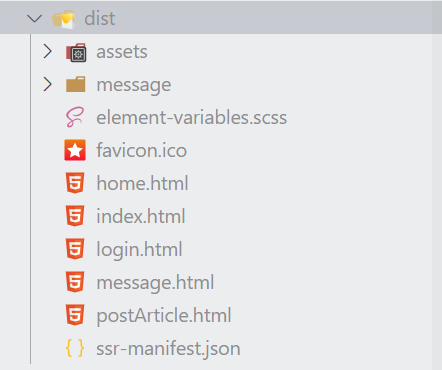 dist
assets
message
element-variables.scss
favicon.ico
home.html
index.html
login.html
message.html
postArticle.html
ssr-manifest.json